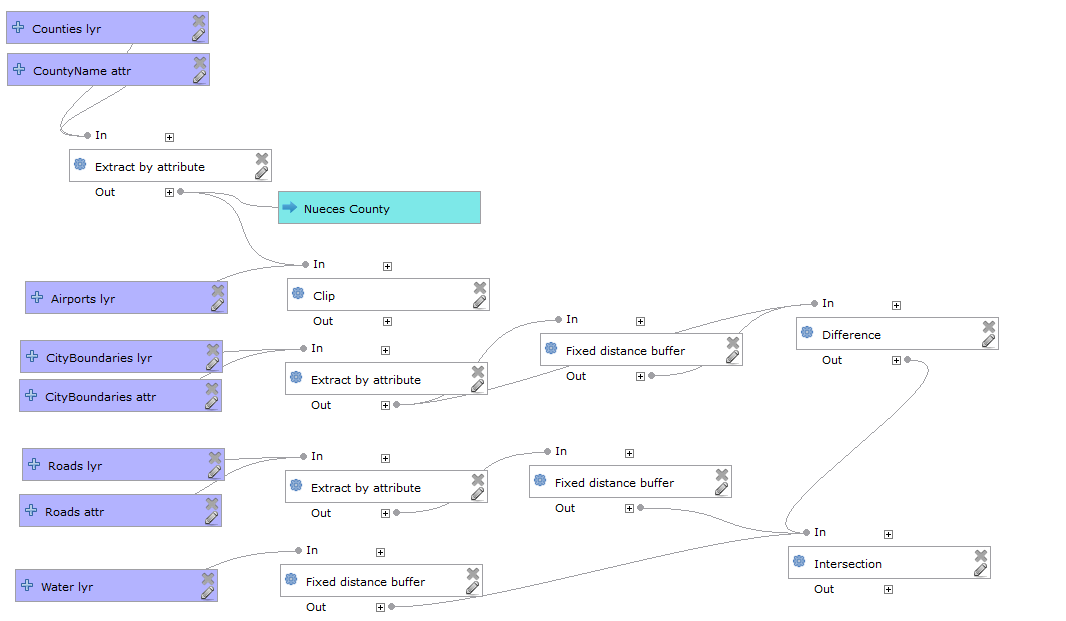 Counties lyr
CountyName attr
In
Extract by attribute
Out
Nueces County
In
Airports lyr
Clip
Out
In
CityBoundaries lyr
CityBoundaries attr
Extract by attribute
Out
In
Fixed distance buffer
Out
In
Difference
Out
In
Roads lyr
Roads attr
Extract by attribute
Out
In
Fixed distance buffer
Out
In
Water lyr
Fixed distance buffer
Out
In
Intersection
Out